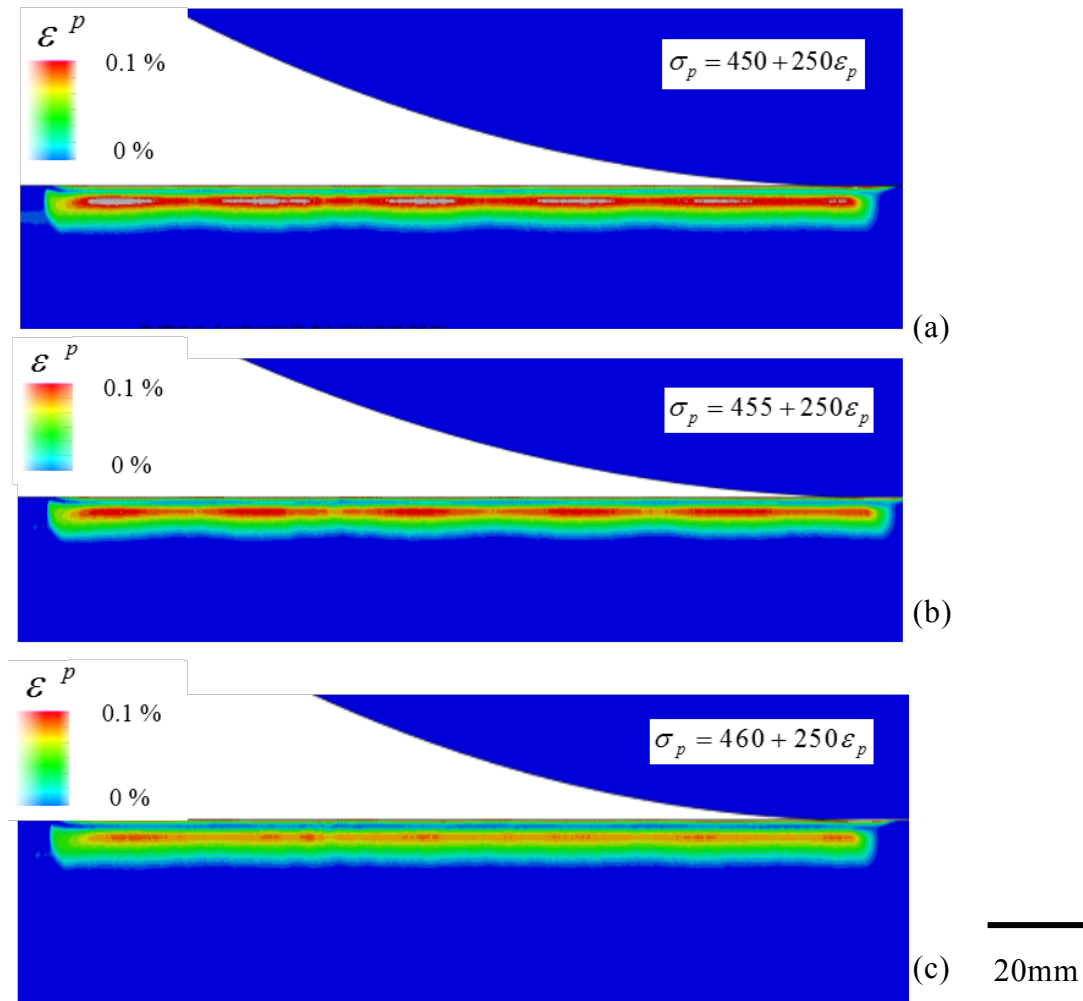 ε p
0.1 %
0 %
σp = 450 + 250εp
(a)
ε p
0.1 %
0 %
σp = 455 + 250εp
(b)
ε p
0.1 %
0 %
σp = 460 + 250εp
(c)
20mm